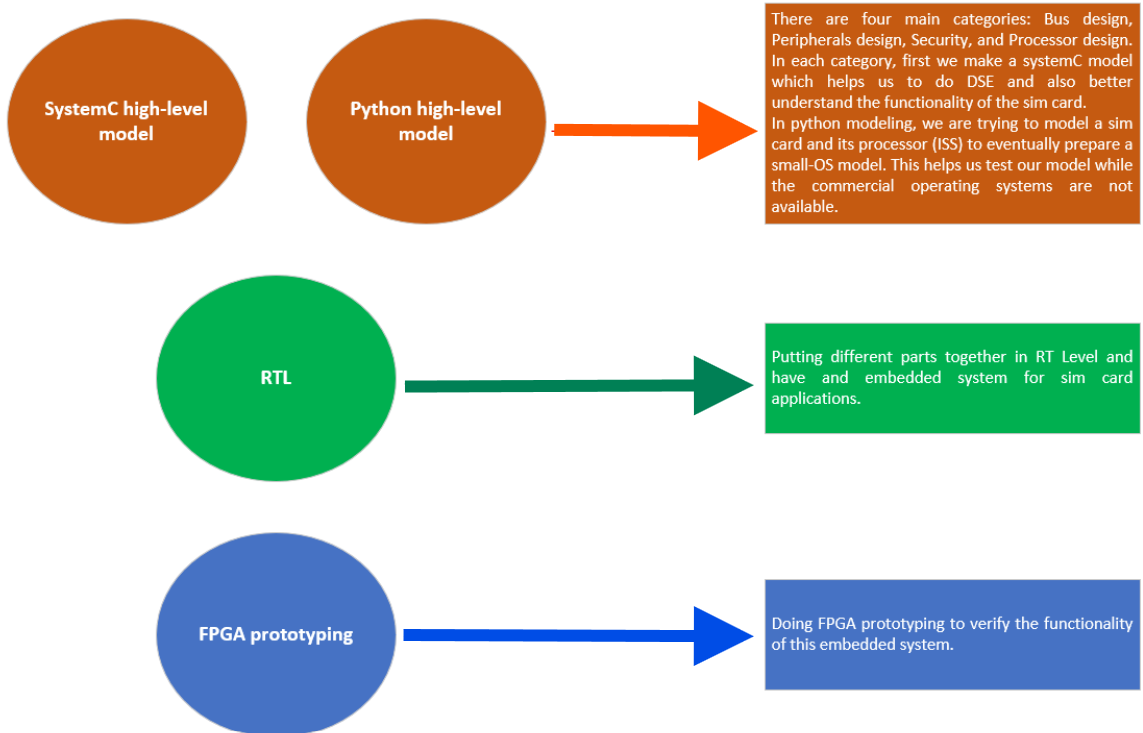 SystemC high-level
model
Python high-level
model
There are four main categories: Bus design,
Peripherals design, Security, and Processor design.
In each category, first we make a systemC model
which helps us to do DSE and also better
understand the functionality of the sim card.
In python modeling, we are trying to model a sim
card and its processor (ISS) to eventually prepare a
small-OS model. This helps us test our model while
the commercial operating systems are not
available.
RTL
Putting different parts together in RT Level and
have and embedded system for sim card
applications.
FPGA prototyping
Doing FPGA prototyping to verify the functionality
of this embedded system.